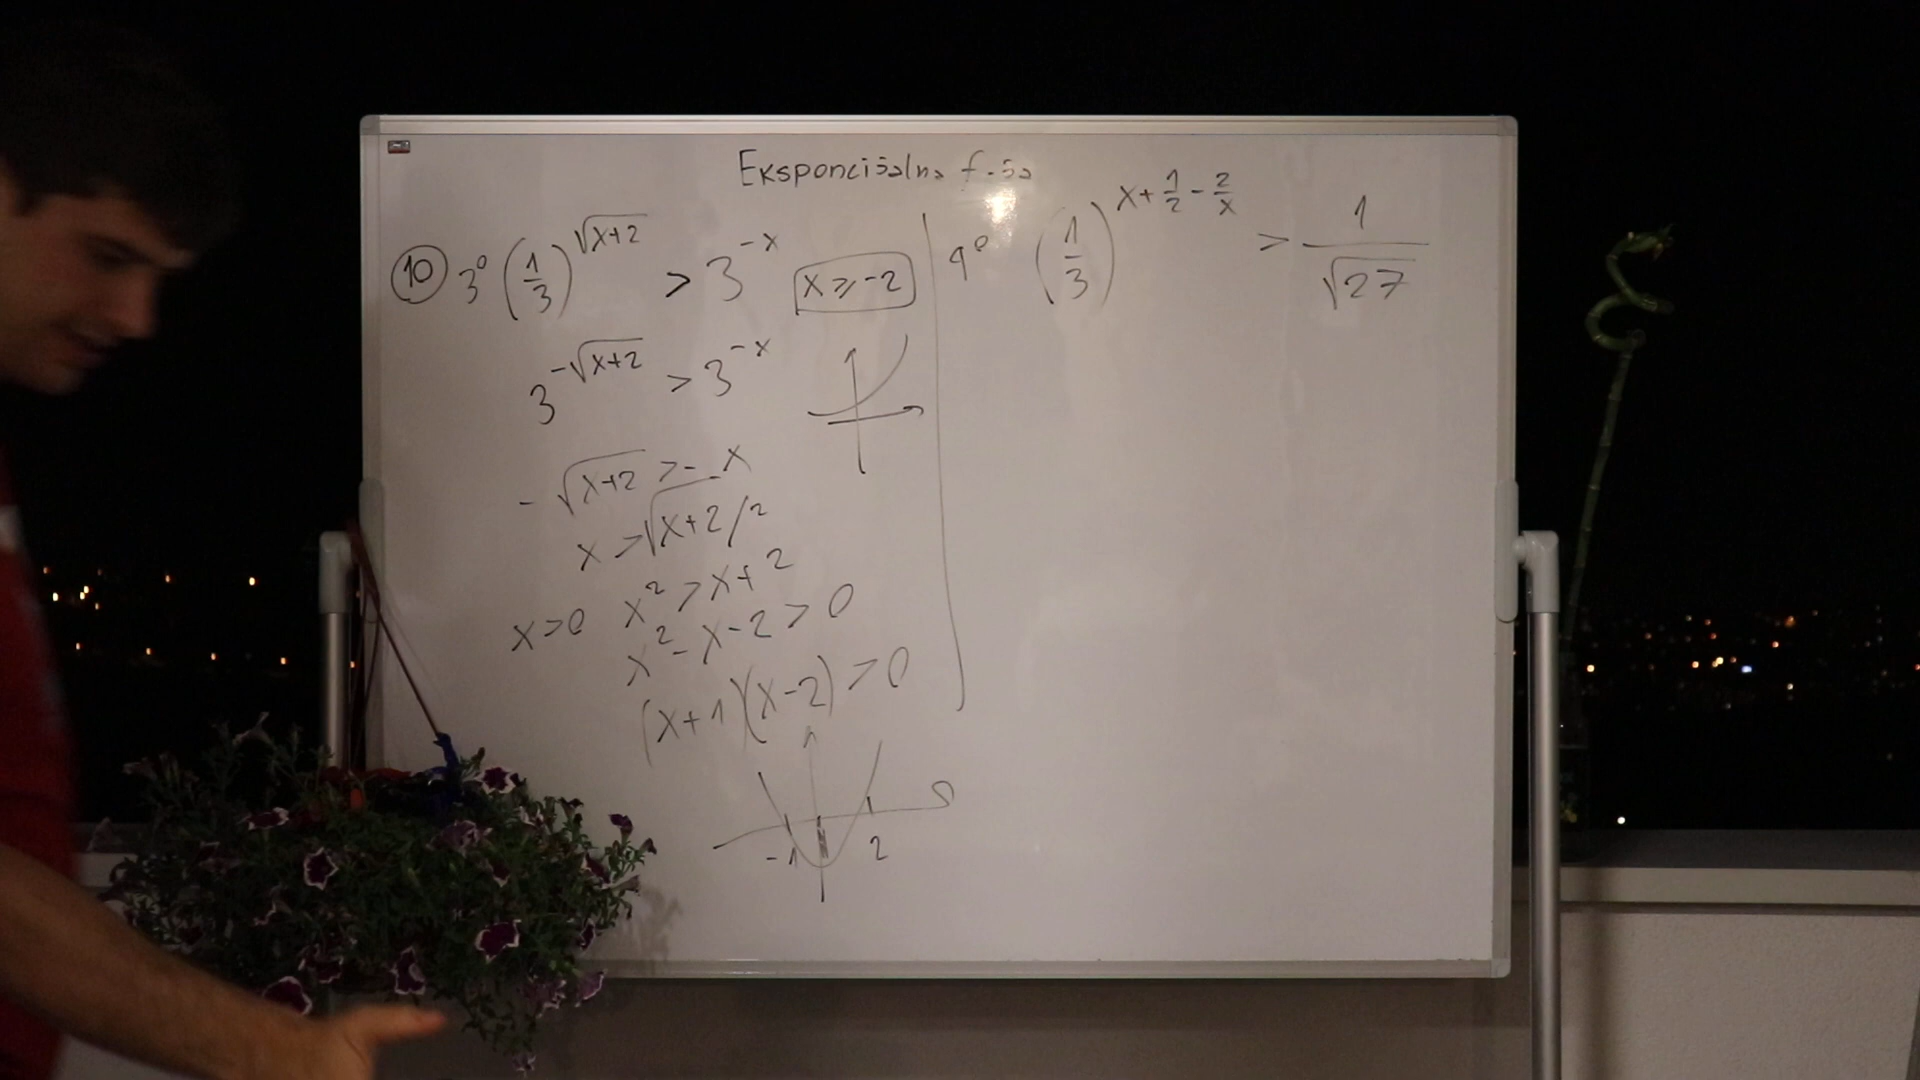 Eksponcijalna f-ja
⑩ 3° (1/3)^√(x+2) > 3^(-x) x ≥ -2
3^(-√(x+2)) > 3^(-x)
-√(x+2) > -x
x > √(x+2) /²
x>0 x² > x+2
x² - x - 2 > 0
(x+1)(x-2) > 0
-1 2
4° (1/3)^(x + 1/2 - 2/x) > 1/√27